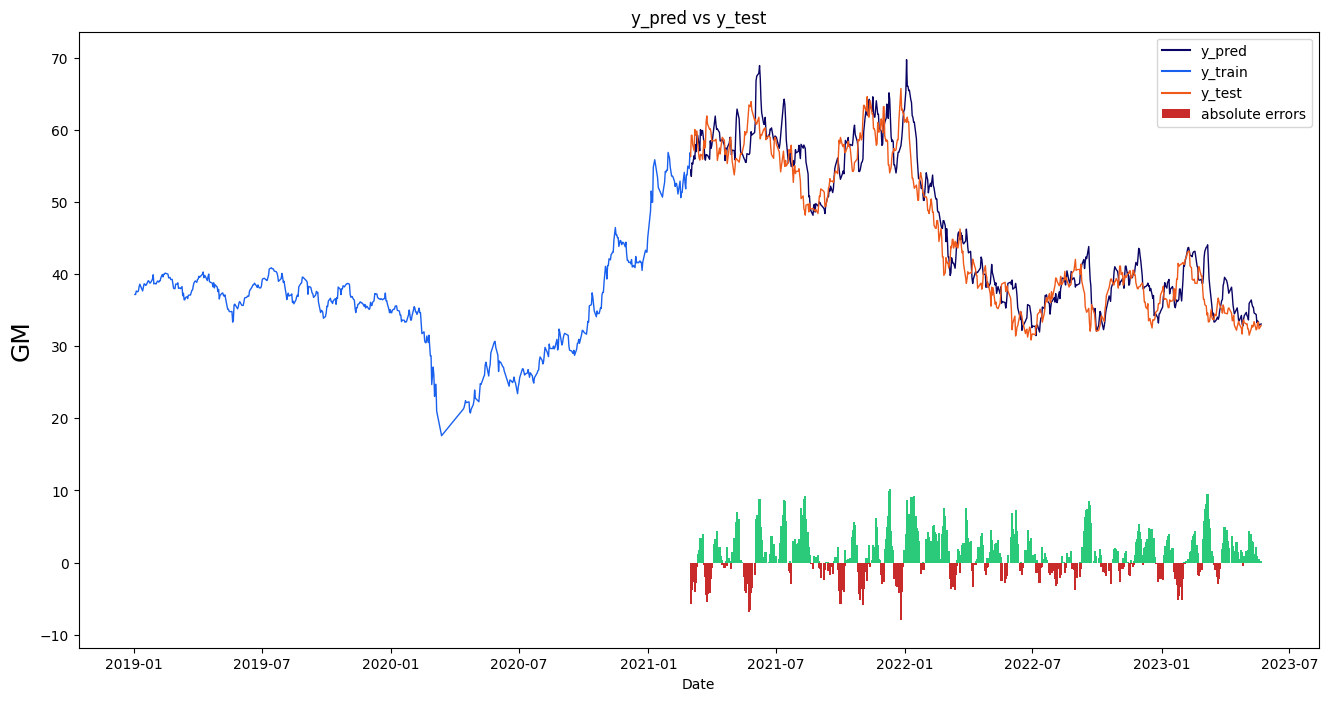 y_pred vs y_test
y_pred
y_train
y_test
absolute errors
70
60
50
40
30
20
10
0
−10
GM
2019-01
2019-07
2020-01
2020-07
2021-01
2021-07
2022-01
2022-07
2023-01
2023-07
Date